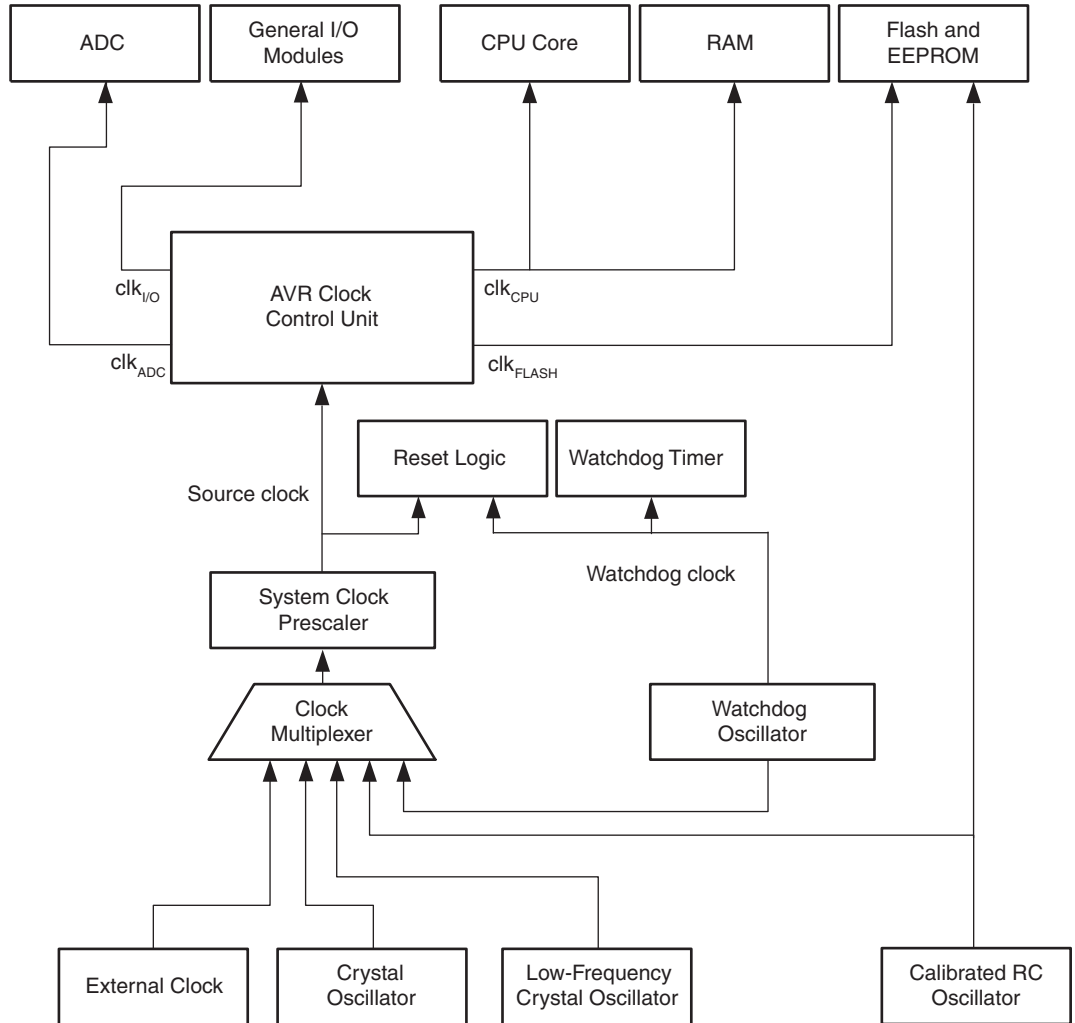 ADC
General I/O
Modules
CPU Core
RAM
Flash and
EEPROM
clkI/O
AVR Clock
Control Unit
clkCPU
clkADC
clkFLASH
Reset Logic
Watchdog Timer
Source clock
Watchdog clock
System Clock
Prescaler
Clock
Multiplexer
Watchdog
Oscillator
External Clock
Crystal
Oscillator
Low-Frequency
Crystal Oscillator
Calibrated RC
Oscillator